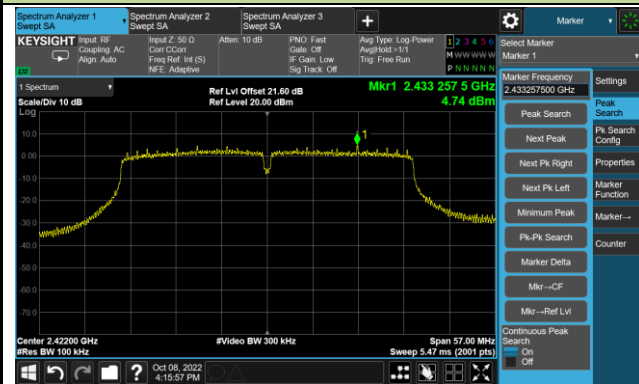 Spectrum Analyzer 1
Swept SA
Spectrum Analyzer 2
Swept SA
Spectrum Analyzer 3
Swept SA
+
Marker
KEYSIGHT
Input: RF
Coupling: AC
Align: Auto
Input Z: 50 Ω
Corr CCorr
Freq Ref: Int (S)
NFE: Adaptive
Atten: 10 dB
PNO: Fast
Gate: Off
IF Gain: Low
Sig Track: Off
Avg Type: Log-Power
Avg|Hold:>1/1
Trig: Free Run
1 2 3 4 5 6
M W W W W W
P N N N N N
Select Marker
Marker 1
1 Spectrum
Scale/Div 10 dB
Log
Ref Lvl Offset 21.60 dB
Ref Level 20.00 dBm
Mkr1 2.433 257 5 GHz
4.74 dBm
10.0
0.00
-10.0
-20.0
-30.0
-40.0
-50.0
-60.0
-70.0
1
Center 2.42200 GHz
#Res BW 100 kHz
#Video BW 300 kHz
Span 57.00 MHz
Sweep 5.47 ms (2001 pts)
Marker Frequency
2.433257500 GHz
Peak Search
Next Peak
Next Pk Right
Next Pk Left
Minimum Peak
Pk-Pk Search
Marker Delta
Mkr→CF
Mkr→Ref Lvl
Continuous Peak
Search
On
Off
Settings
Peak
Search
Pk Search
Config
Properties
Marker
Function
Marker→
Counter
?
Oct 08, 2022
4:15:57 PM